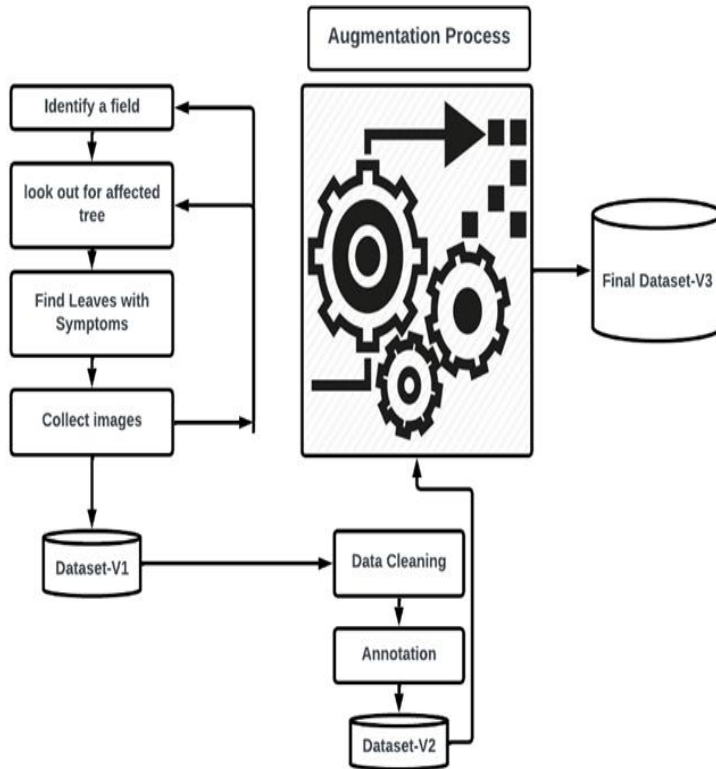 Augmentation Process
Identify a field
look out for affected
tree
Find Leaves with
Symptoms
Collect images
Dataset-V1
Data Cleaning
Annotation
Dataset-V2
Final Dataset-V3